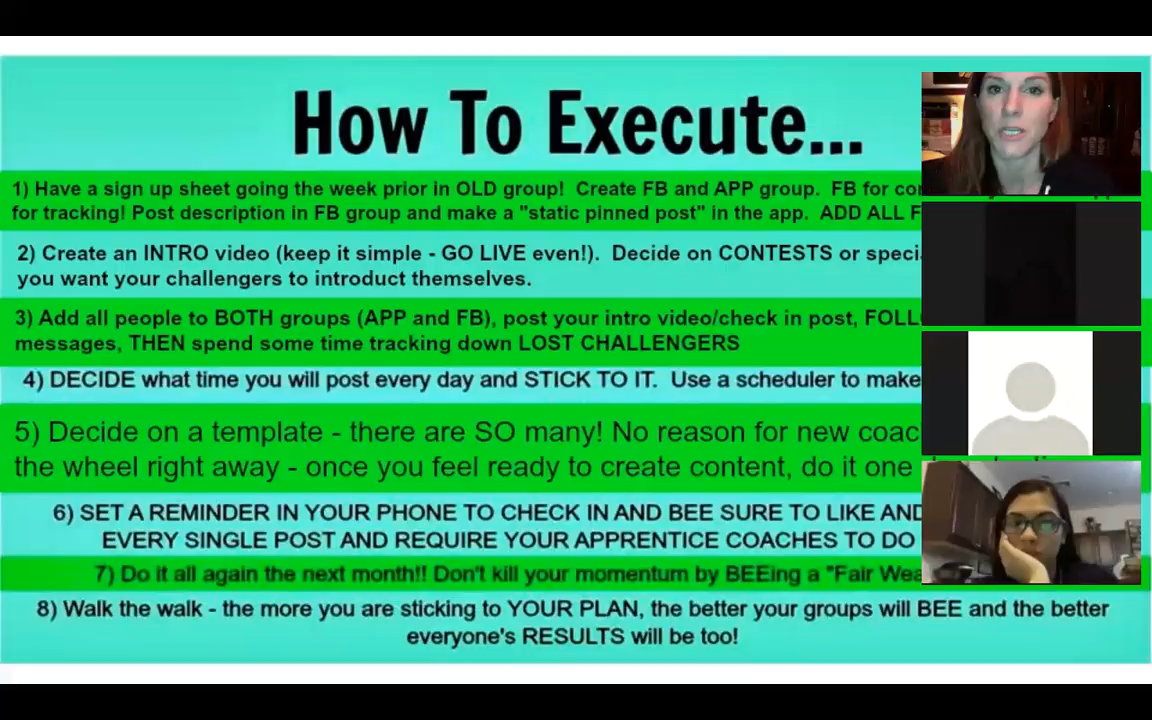 How To Execute...
1) Have a sign up sheet going the week prior in OLD group! Create FB and APP group. FB for
for tracking! Post description in FB group and make a "static pinned post" in the app. ADD ALL
2) Create an INTRO video (keep it simple - GO LIVE even!). Decide on CONTESTS or
you want your challengers to introduct themselves.
3) Add all people to BOTH groups (APP and FB), post your intro video/check in post,
messages, THEN spend some time tracking down LOST CHALLENGERS
4) DECIDE what time you will post every day and STICK TO IT. Use a scheduler to make
5) Decide on a template - there are SO many! No reason for new
the wheel right away - once you feel ready to create content, do it one
6) SET A REMINDER IN YOUR PHONE TO CHECK IN AND BEE SURE TO LIKE
EVERY SINGLE POST AND REQUIRE YOUR APPRENTICE COACHES TO DO
7) Do it all again the next month!! Don't kill your momentum by BEEing a "Fair
8) Walk the walk - the more you are sticking to YOUR PLAN, the better your groups will BEE and the better
everyone's RESULTS will be too!